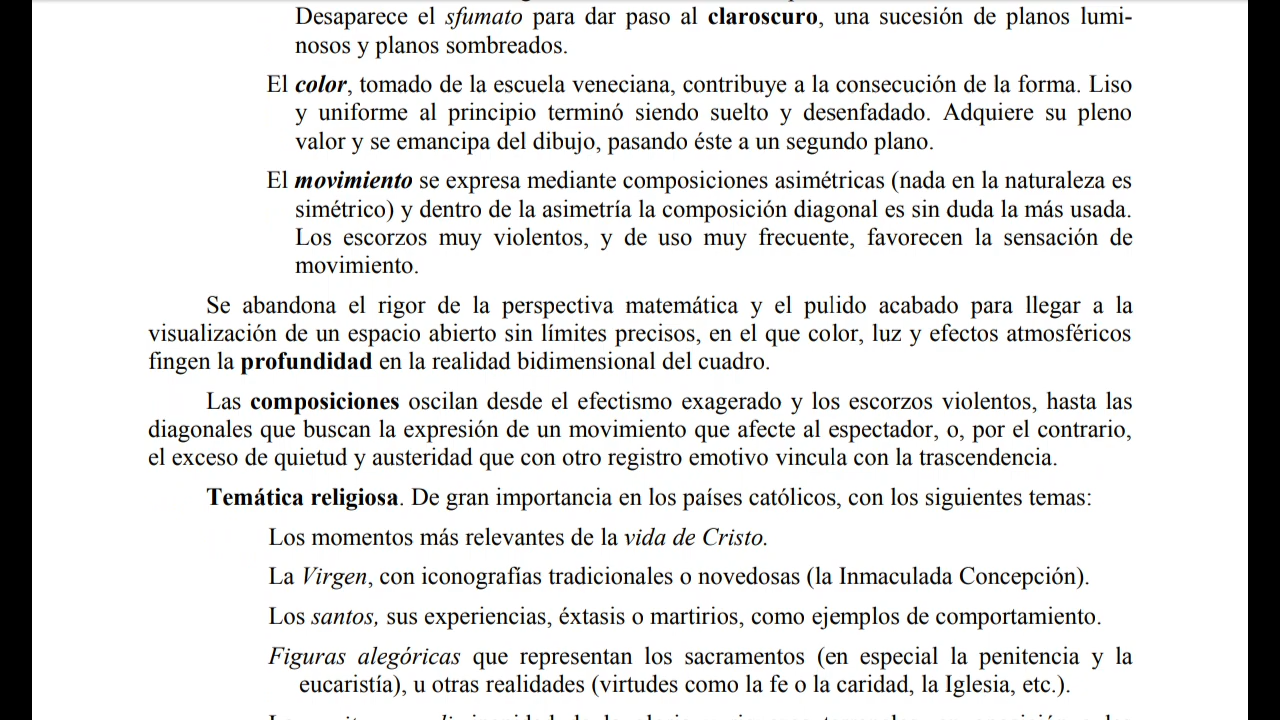 Desaparece el sfumato para dar paso al claroscuro, una sucesión de planos lumi-
nosos y planos sombreados.
El color, tomado de la escuela veneciana, contribuye a la consecución de la forma. Liso
y uniforme al principio terminó siendo suelto y desenfadado. Adquiere su pleno
valor y se emancipa del dibujo, pasando éste a un segundo plano.
El movimiento se expresa mediante composiciones asimétricas (nada en la naturaleza es
simétrico) y dentro de la asimetría la composición diagonal es sin duda la más usada.
Los escorzos muy violentos, y de uso muy frecuente, favorecen la sensación de
movimiento.
Se abandona el rigor de la perspectiva matemática y el pulido acabado para llegar a la
visualización de un espacio abierto sin límites precisos, en el que color, luz y efectos atmosféricos
fingen la profundidad en la realidad bidimensional del cuadro.
Las composiciones oscilan desde el efectismo exagerado y los escorzos violentos, hasta las
diagonales que buscan la expresión de un movimiento que afecte al espectador, o, por el contrario,
el exceso de quietud y austeridad que con otro registro emotivo vincula con la trascendencia.
Temática religiosa. De gran importancia en los países católicos, con los siguientes temas:
Los momentos más relevantes de la vida de Cristo.
La Virgen, con iconografías tradicionales o novedosas (la Inmaculada Concepción).
Los santos, sus experiencias, éxtasis o martirios, como ejemplos de comportamiento.
Figuras alegóricas que representan los sacramentos (en especial la penitencia y la
eucaristía), u otras realidades (virtudes como la fe o la caridad, la Iglesia, etc.).